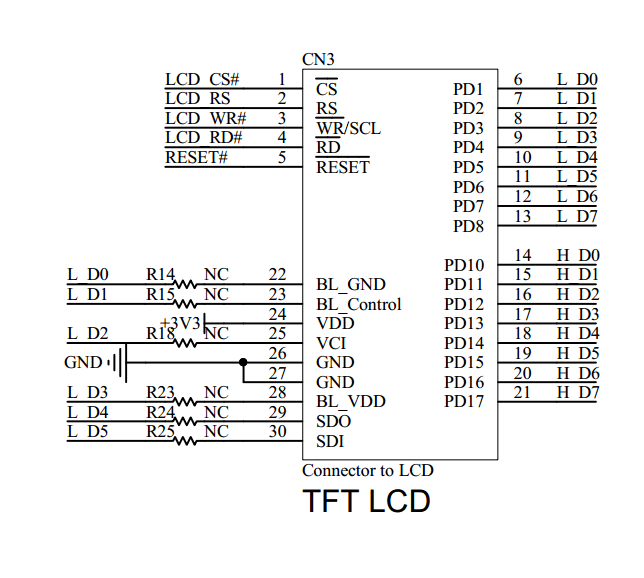 CN3
LCD_CS# 1 CS PD1 6 L_D0
LCD_RS 2 RS PD2 7 L_D1
LCD_WR# 3 WR/SCL PD3 8 L_D2
LCD_RD# 4 RD PD4 9 L_D3
RESET# 5 RESET PD5 10 L_D4
PD6 11 L_D5
PD7 12 L_D6
PD8 13 L_D7
PD10 14 H_D0
L_D0 R14 NC 22 BL_GND PD11 15 H_D1
L_D1 R15 NC 23 BL_Control PD12 16 H_D2
+3V3 24 VDD PD13 17 H_D3
L_D2 R18 NC 25 VCI PD14 18 H_D4
GND 26 GND PD15 19 H_D5
27 GND PD16 20 H_D6
L_D3 R23 NC 28 BL_VDD PD17 21 H_D7
L_D4 R24 NC 29 SDO
L_D5 R25 NC 30 SDI
Connector to LCD
TFT LCD